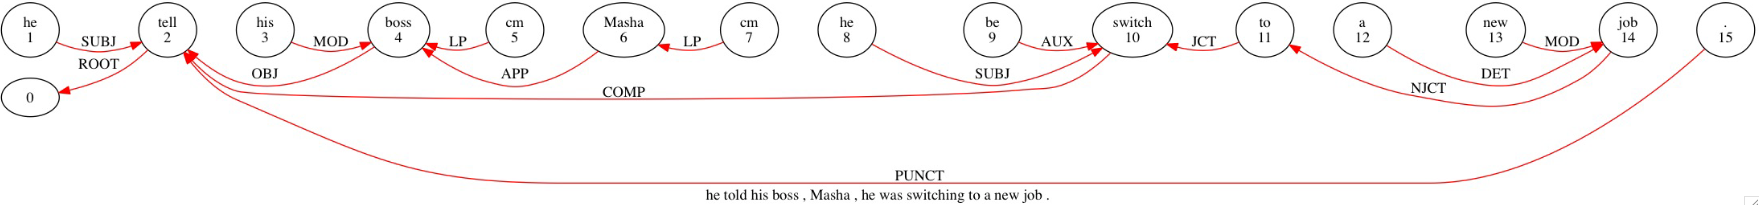 he tell his boss cm Masha cm he be switch to a new job .
1 2 3 4 5 6 7 8 9 10 11 12 13 14 15
SUBJ MOD LP LP AUX JCT MOD
ROOT OBJ APP SUBJ DET
COMP NJCT
0
PUNCT
he told his boss , Masha , he was switching to a new job .